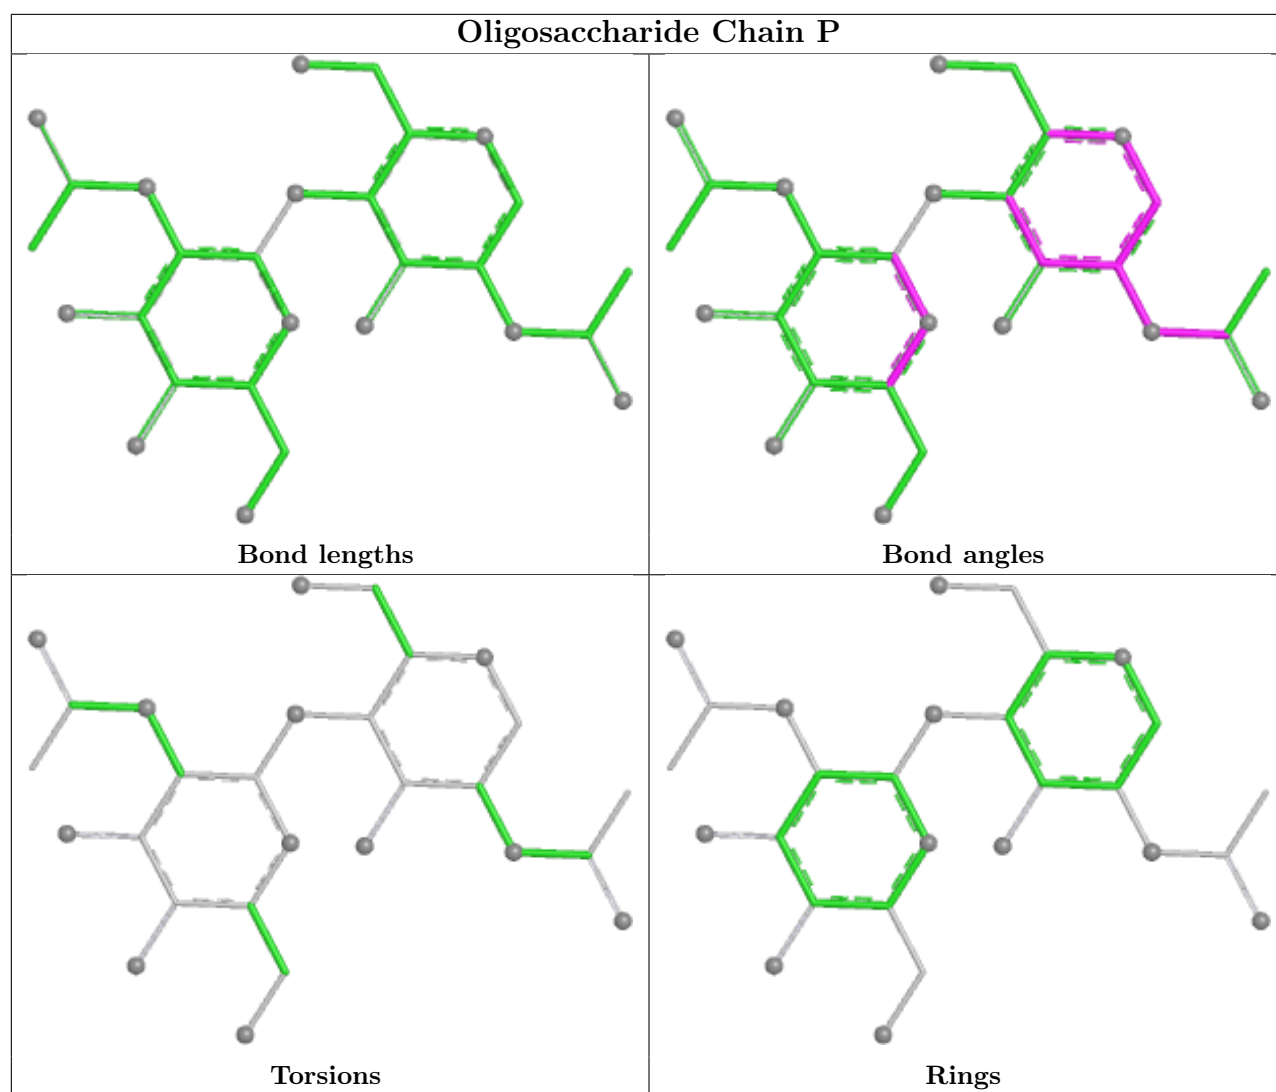 Oligosaccharide Chain P
Bond lengths
Bond angles
Torsions
Rings